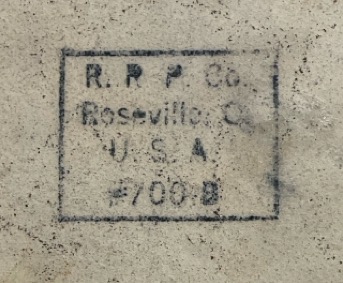 R. R. P. Co.
Roseville, O.
U. S. A.
#700-B